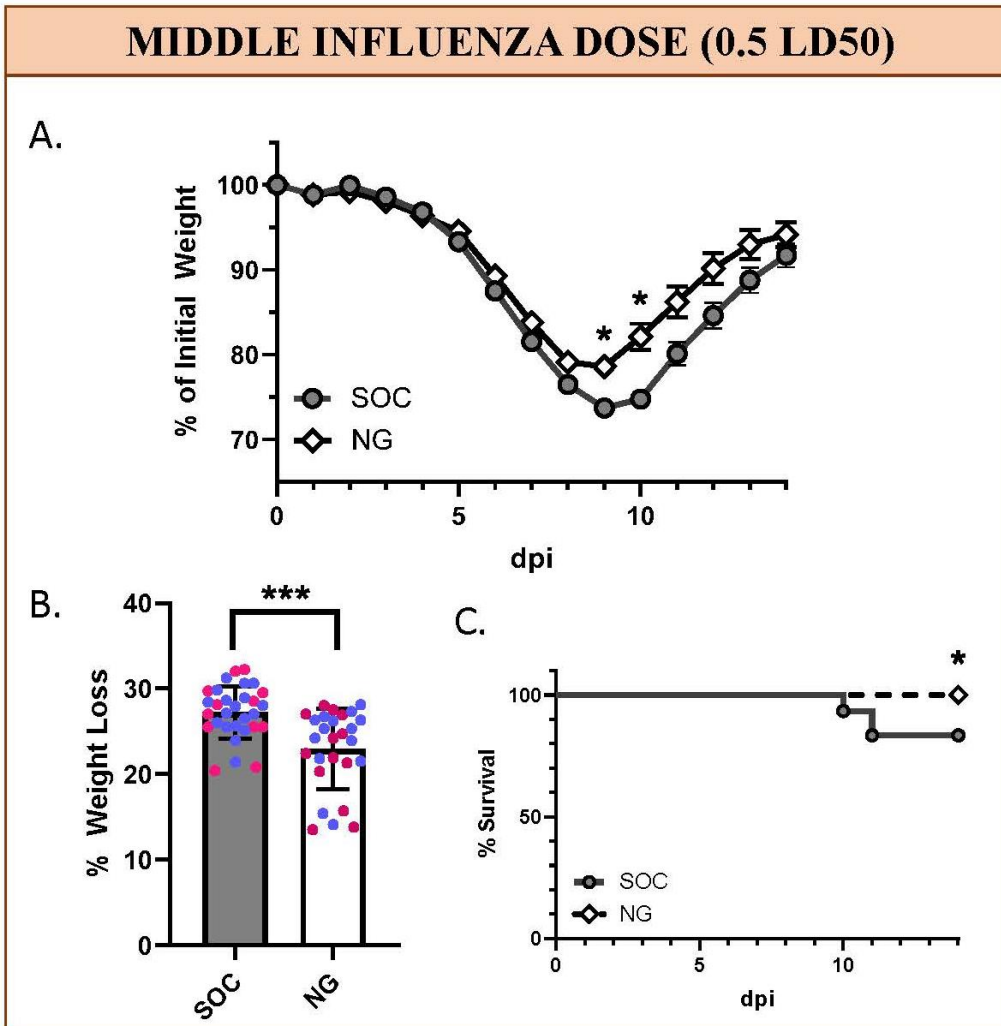 MIDDLE INFLUENZA DOSE (0.5 LD50)
A.
% of Initial Weight
100
90
80
70
*
*
SOC
NG
0
5
10
dpi
B.
% Weight Loss
40
30
20
10
0
***
SOC
NG
C.
% Survival
100
50
0
*
SOC
NG
0
5
10
dpi